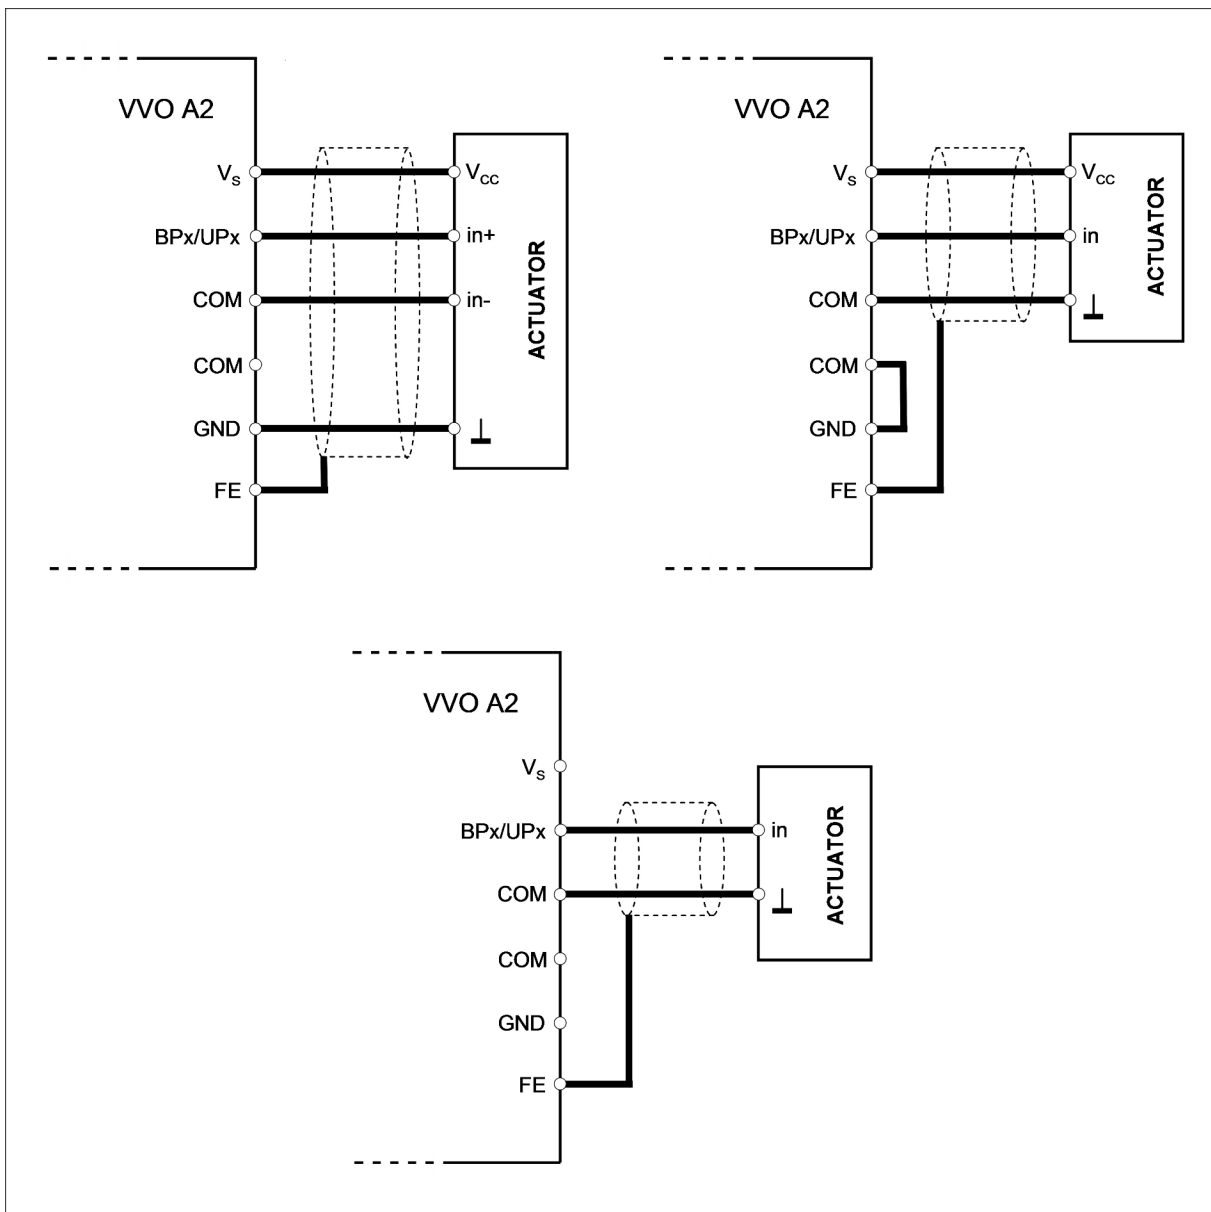 VVO A2
VS VCC
BPx/UPx in+
COM in-
COM
GND
FE
ACTUATOR
VVO A2
VS VCC
BPx/UPx in
COM
COM
GND
FE
ACTUATOR
VVO A2
VS
BPx/UPx in
COM
COM
GND
FE
ACTUATOR